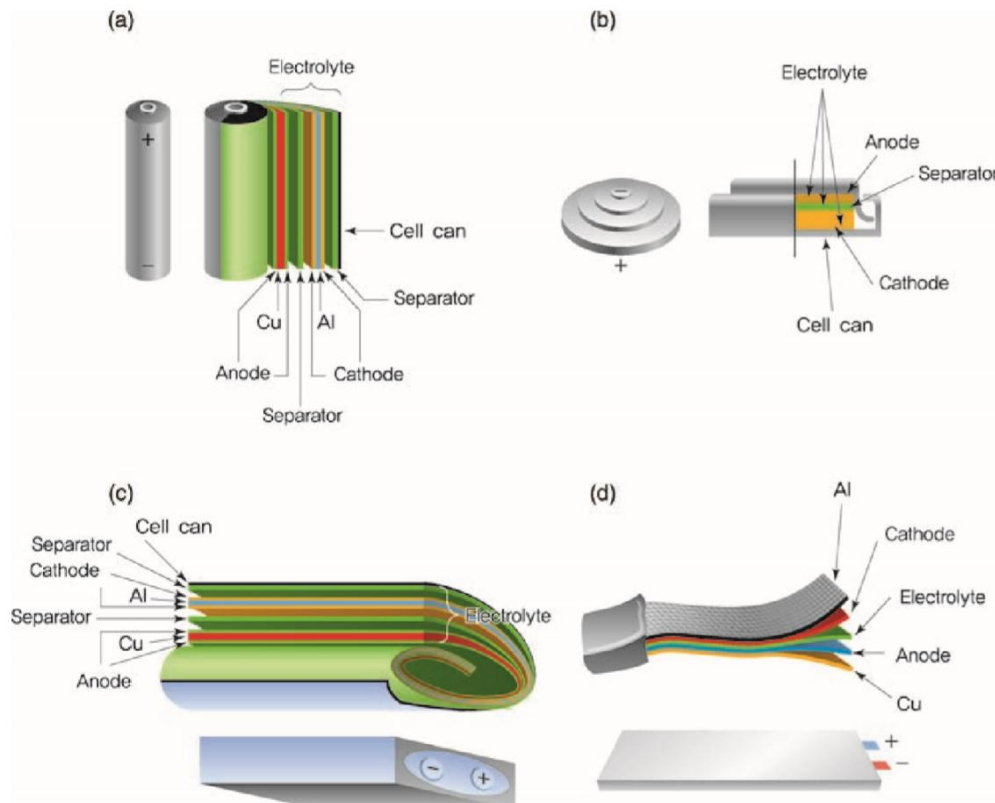 (a)
Electrolyte
+
−
Cell can
Separator
Cu
Al
Anode
Cathode
Separator
(b)
Electrolyte
Anode
Separator
−
+
Cathode
Cell can
(c)
Cell can
Separator
Cathode
Al
Electrolyte
Separator
Cu
Anode
−
+
(d)
Al
Cathode
Electrolyte
Anode
Cu
+
−